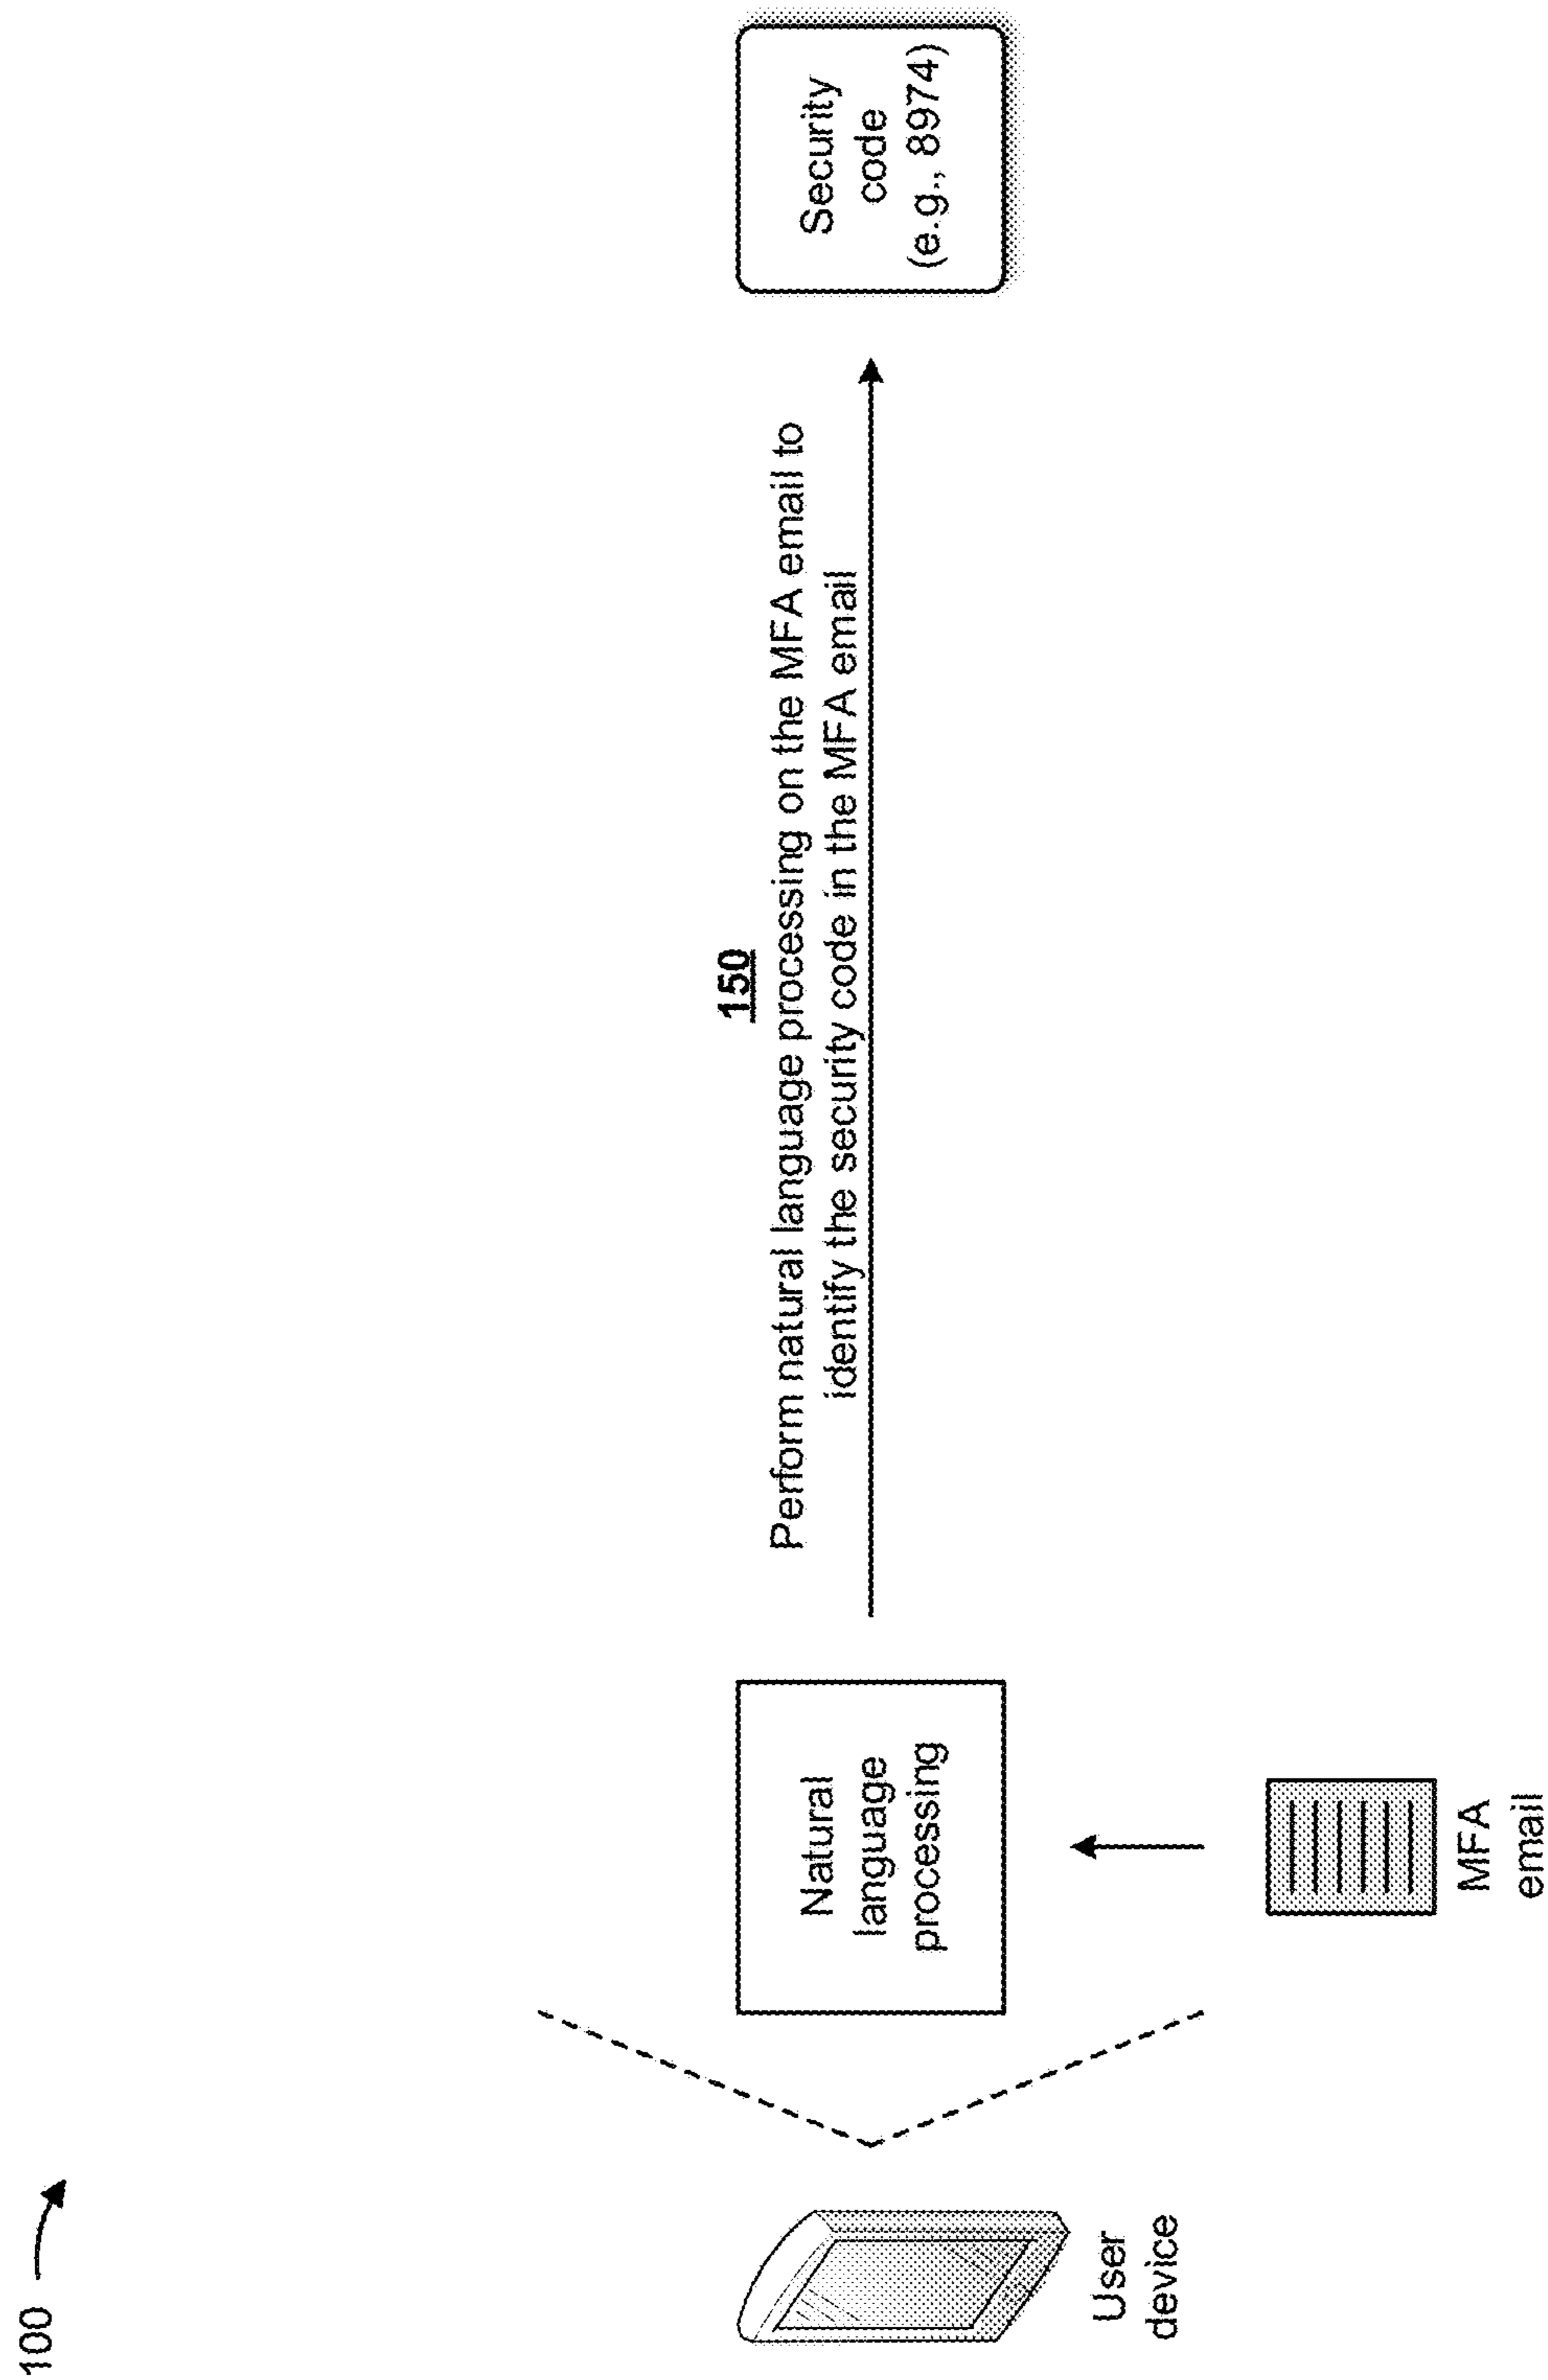 100
150
Perform natural language processing on the MFA email to
identify the security code in the MFA email
User
device
Natural
language
processing
MFA
email
Security
code
(e.g., 8974)